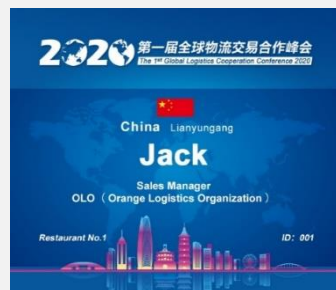 2020 第一届全球物流交易合作峰会
The 1st Global Logistics Cooperation Conference 2020
China Lianyungang
Jack
Sales Manager
OLO（Orange Logistics Organization）
Restaurant No.1 ID：001